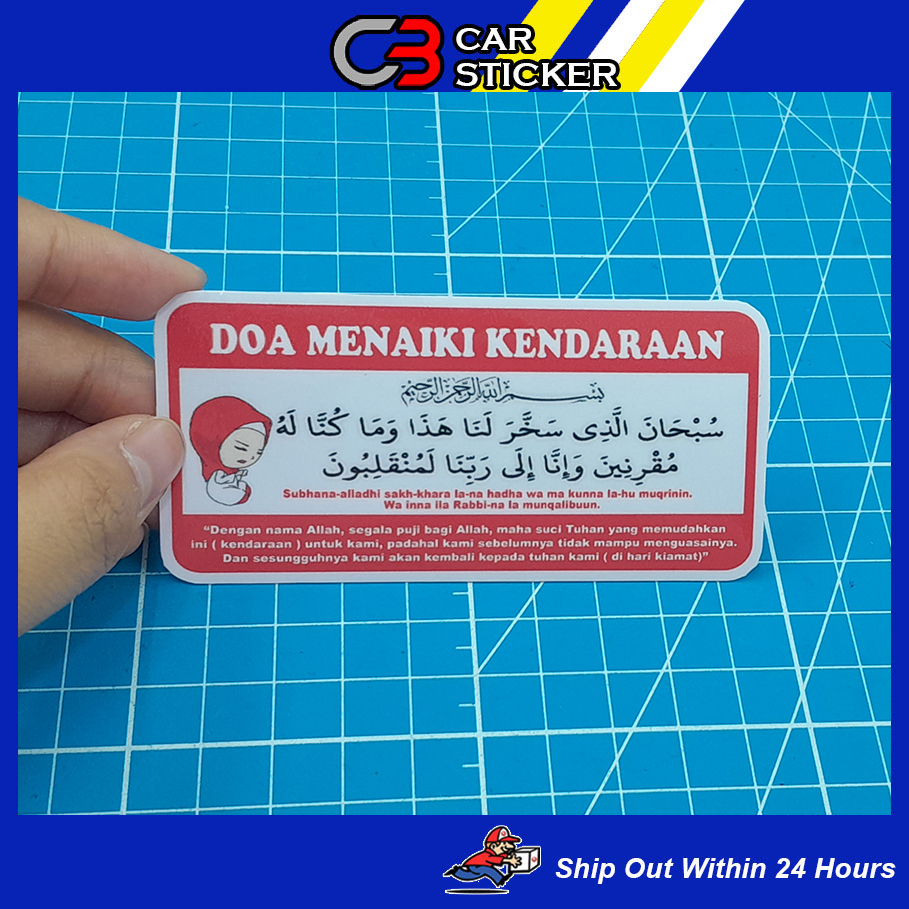 CB CAR
STICKER
DOA MENAIKI KENDARAAN
بسم الله الرحمن الرحيم
سُبْحَانَ الَّذِى سَخَّرَ لَنَا هَذَا وَمَا كُنَّا لَهُ
مُقْرِنِينَ وَإِنَّا إِلَى رَبِّنَا لَمُنْقَلِبُونَ
Subhana-alladhi sakh-khara la-na hadha wa ma kunna la-hu muqrinin.
Wa inna ila Rabbi-na la munqalibuun.
“Dengan nama Allah, segala puji bagi Allah, maha suci Tuhan yang memudahkan
ini ( kendaraan ) untuk kami, padahal kami sebelumnya tidak mampu menguasainya.
Dan sesungguhnya kami akan kembali kepada tuhan kami ( di hari kiamat)”
Ship Out Within 24 Hours